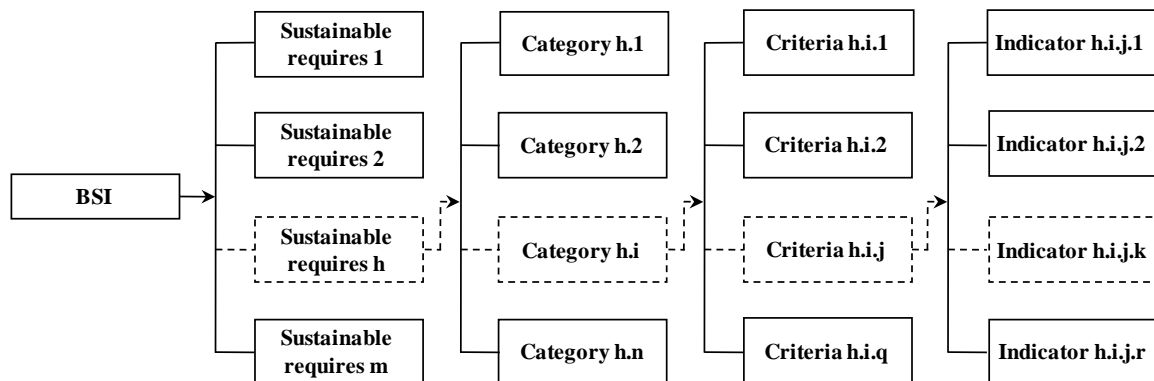 BSI
Sustainable
requires 1
Sustainable
requires 2
Sustainable
requires h
Sustainable
requires m
Category h.1
Category h.2
Category h.i
Category h.n
Criteria h.i.1
Criteria h.i.2
Criteria h.i.j
Criteria h.i.q
Indicator h.i.j.1
Indicator h.i.j.2
Indicator h.i.j.k
Indicator h.i.j.r